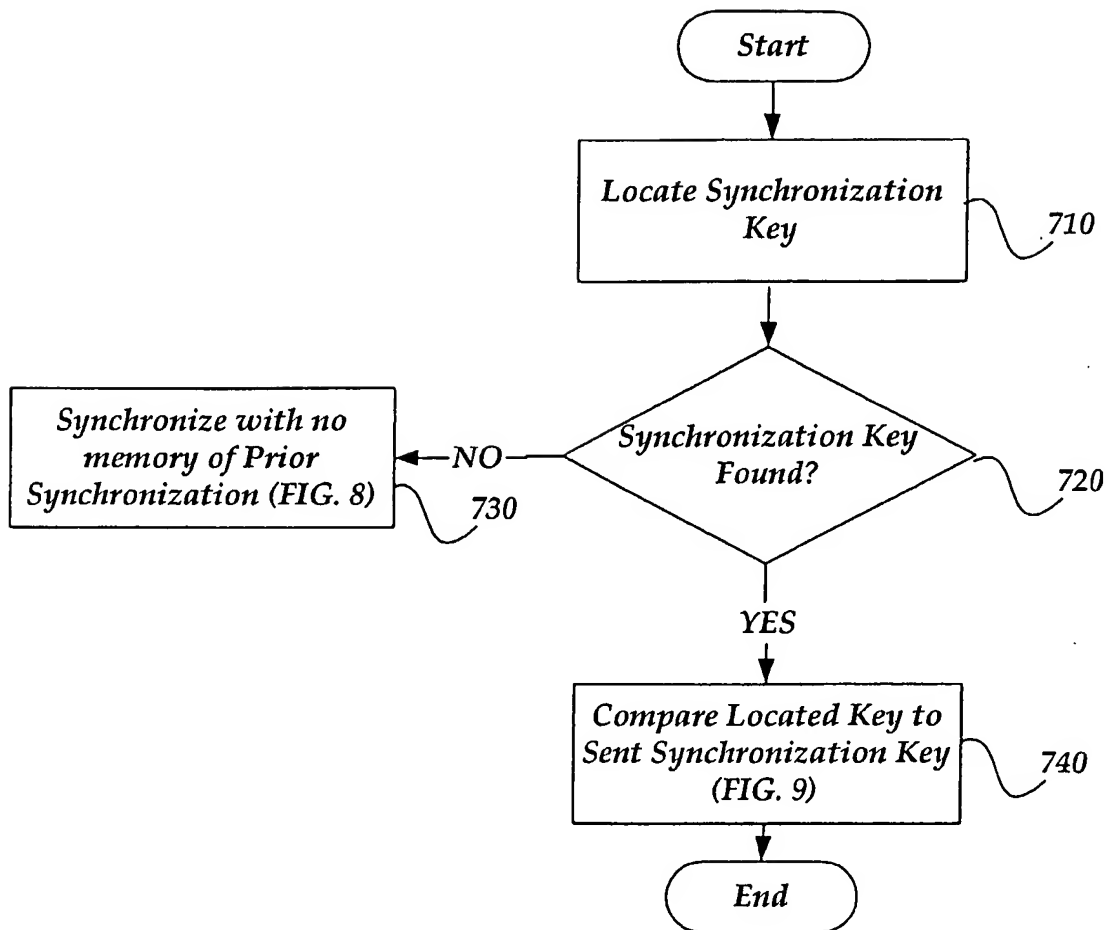 Start
Locate Synchronization
Key
710
Synchronization Key
Found?
720
NO
Synchronize with no
memory of Prior
Synchronization (FIG. 8)
730
YES
Compare Located Key to
Sent Synchronization Key
(FIG. 9)
740
End